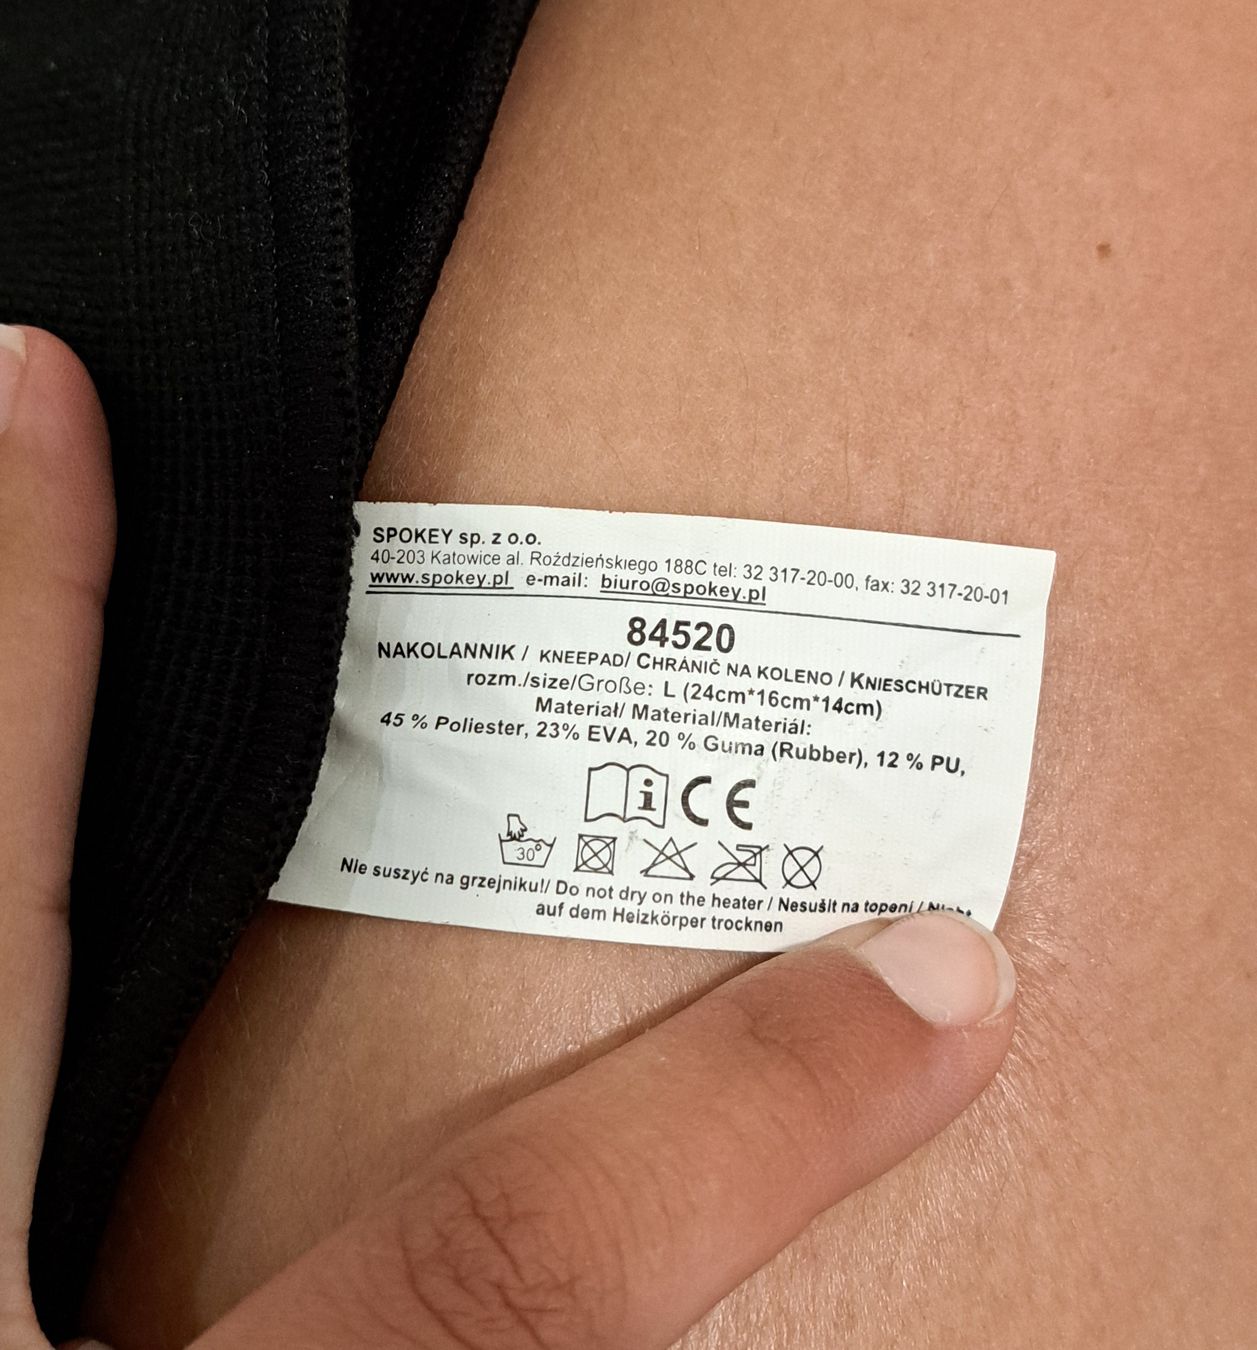 SPOKEY sp. z o.o.
40-203 Katowice al. Roździeńskiego 188C tel: 32 317-20-00, fax: 32 317-20-01
www.spokey.pl e-mail: biuro@spokey.pl
84520
NAKOLANNIK / KNEEPAD/ CHRÁNIČ NA KOLENO / KNIESCHÜTZER
rozm./size/Große: L (24cm*16cm*14cm)
Materiał/ Material/Materiál:
45 % Poliester, 23% EVA, 20 % Guma (Rubber), 12 % PU,
i CE
30°
Nie suszyć na grzejniku!/ Do not dry on the heater / Nesušit na topeni /
auf dem Heizkörper trocknen